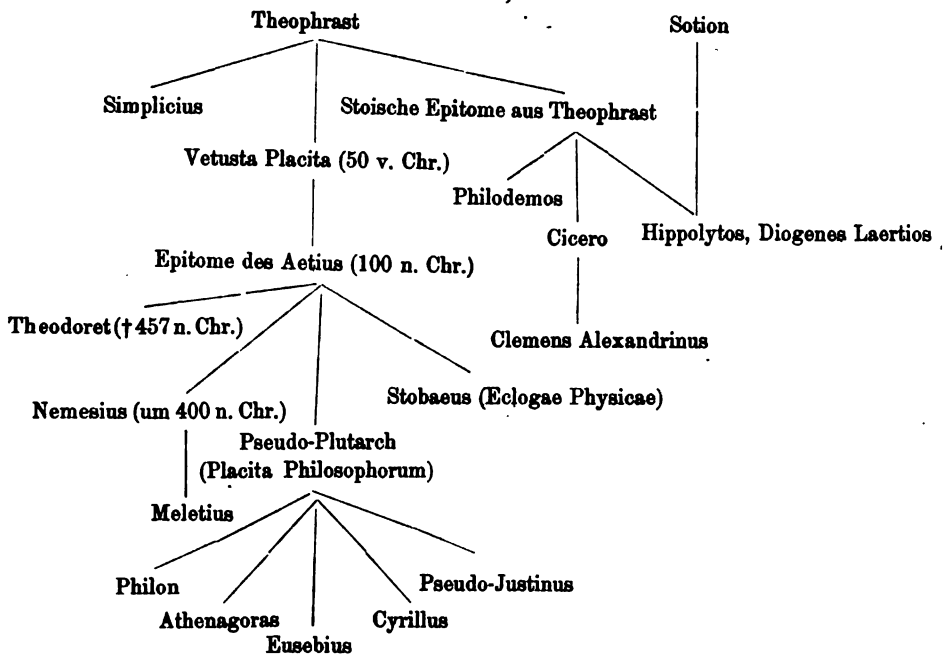 Theophrast
Sotion
Simplicius
Stoische Epitome aus Theophrast
Vetusta Placita (50 v. Chr.)
Philodemos
Cicero
Hippolytos, Diogenes Laertios
Epitome des Aetius (100 n. Chr.)
Theodoret († 457 n. Chr.)
Clemens Alexandrinus
Stobaeus (Eclogae Physicae)
Nemesius (um 400 n. Chr.)
Pseudo-Plutarch
(Placita Philosophorum)
Meletius
Philon
Pseudo-Justinus
Athenagoras
Cyrillus
Eusebius